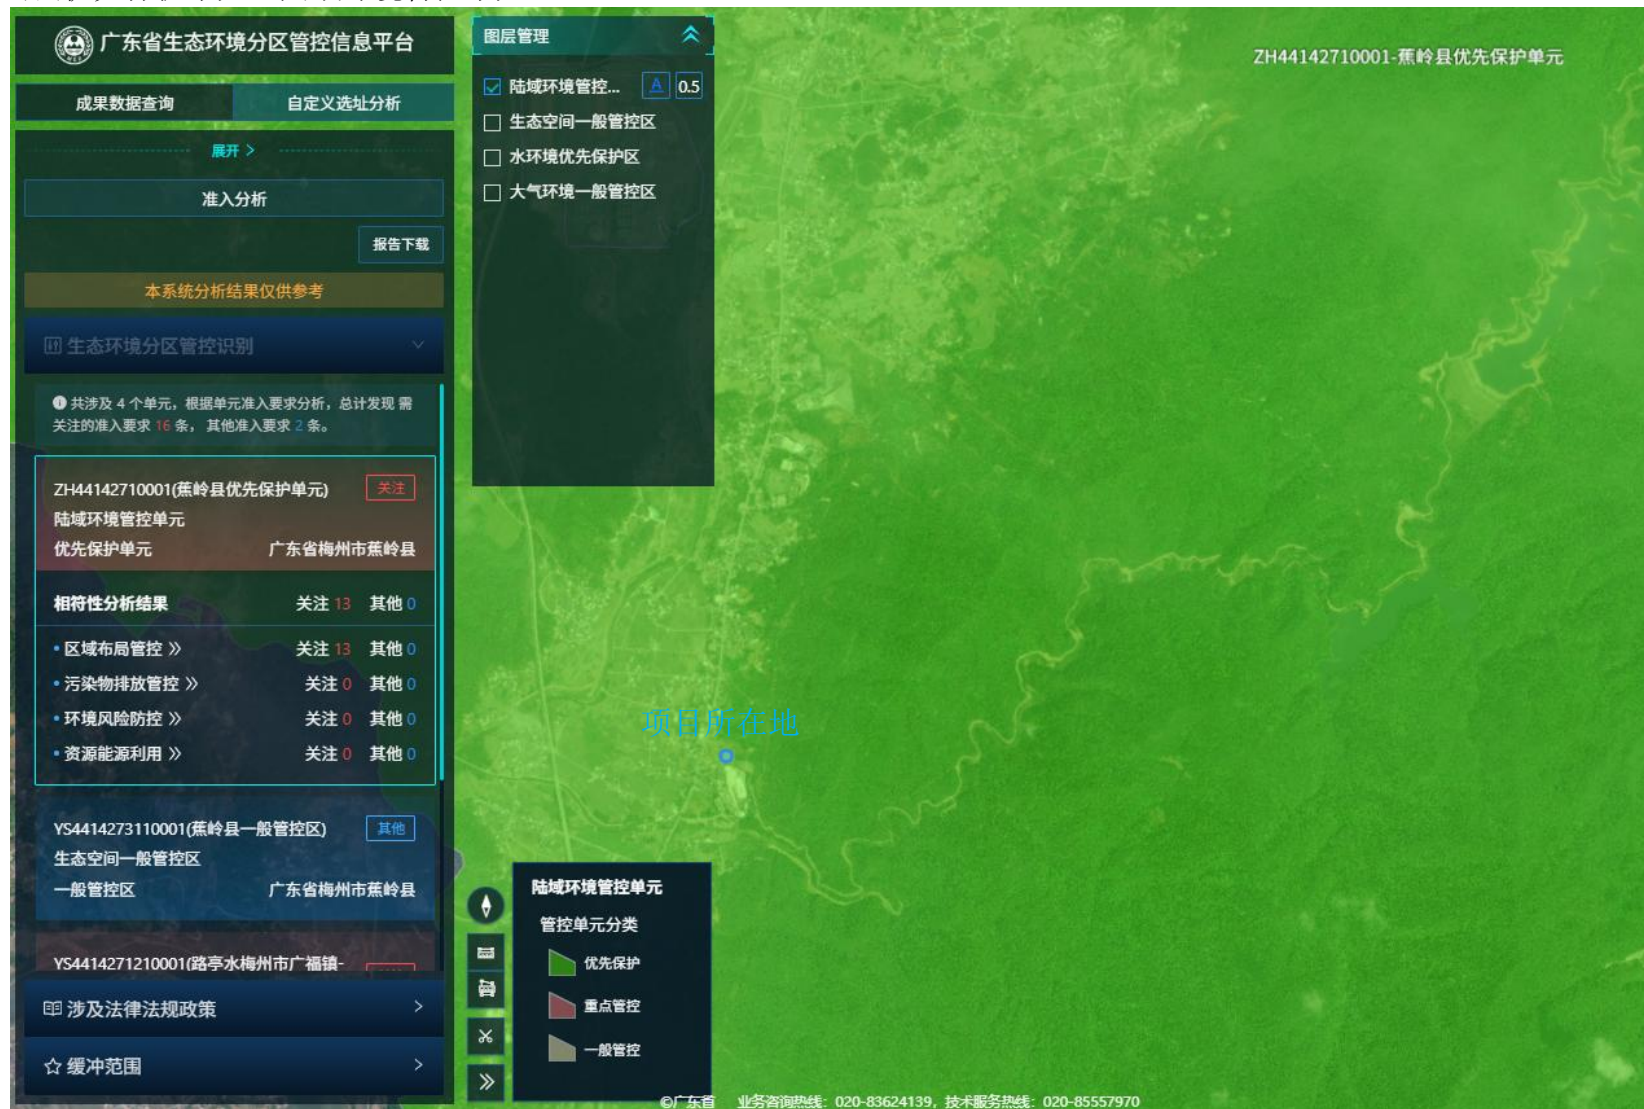 广东省生态环境分区管控信息平台
成果数据查询
自定义选址分析
展开 >
准入分析
报告下载
本系统分析结果仅供参考
生态环境分区管控识别
共涉及 4 个单元，根据单元准入要求分析，总计发现 需
关注的准入要求 16 条， 其他准入要求 2 条。
ZH44142710001(蕉岭县优先保护单元) 关注
陆域环境管控单元
优先保护单元 广东省梅州市蕉岭县
相符性分析结果 关注 13 其他 0
区域布局管控 》 关注 13 其他 0
污染物排放管控 》 关注 0 其他 0
环境风险防控 》 关注 0 其他 0
资源能源利用 》 关注 0 其他 0
YS4414273110001(蕉岭县一般管控区) 其他
生态空间一般管控区
一般管控区 广东省梅州市蕉岭县
YS4414271210001(路亭水梅州市广福镇-
涉及法律法规政策 >
缓冲范围 >
图层管理
陆域环境管控... A 0.5
生态空间一般管控区
水环境优先保护区
大气环境一般管控区
ZH44142710001-蕉岭县优先保护单元
项目所在地
陆域环境管控单元
管控单元分类
优先保护
重点管控
一般管控
©广东省 业务咨询热线：020-83624139，技术服务热线：020-85557970